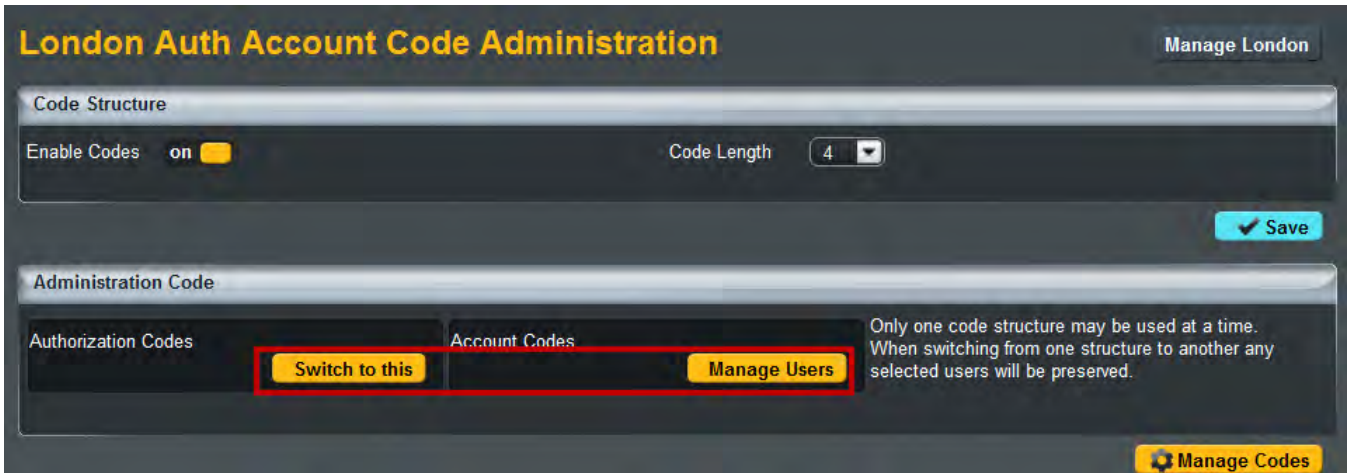 London Auth Account Code Administration
Manage London
Code Structure
Enable Codes on
Code Length 4
Save
Administration Code
Authorization Codes
Switch to this
Account Codes
Manage Users
Only one code structure may be used at a time.
When switching from one structure to another any
selected users will be preserved.
Manage Codes